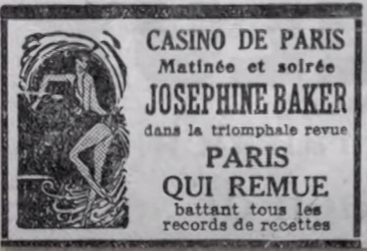 CASINO DE PARIS
Matinée et soirée
JOSEPHINE BAKER
dans la triomphale revue
PARIS
QUI REMUE
battant tous les
records de recettes